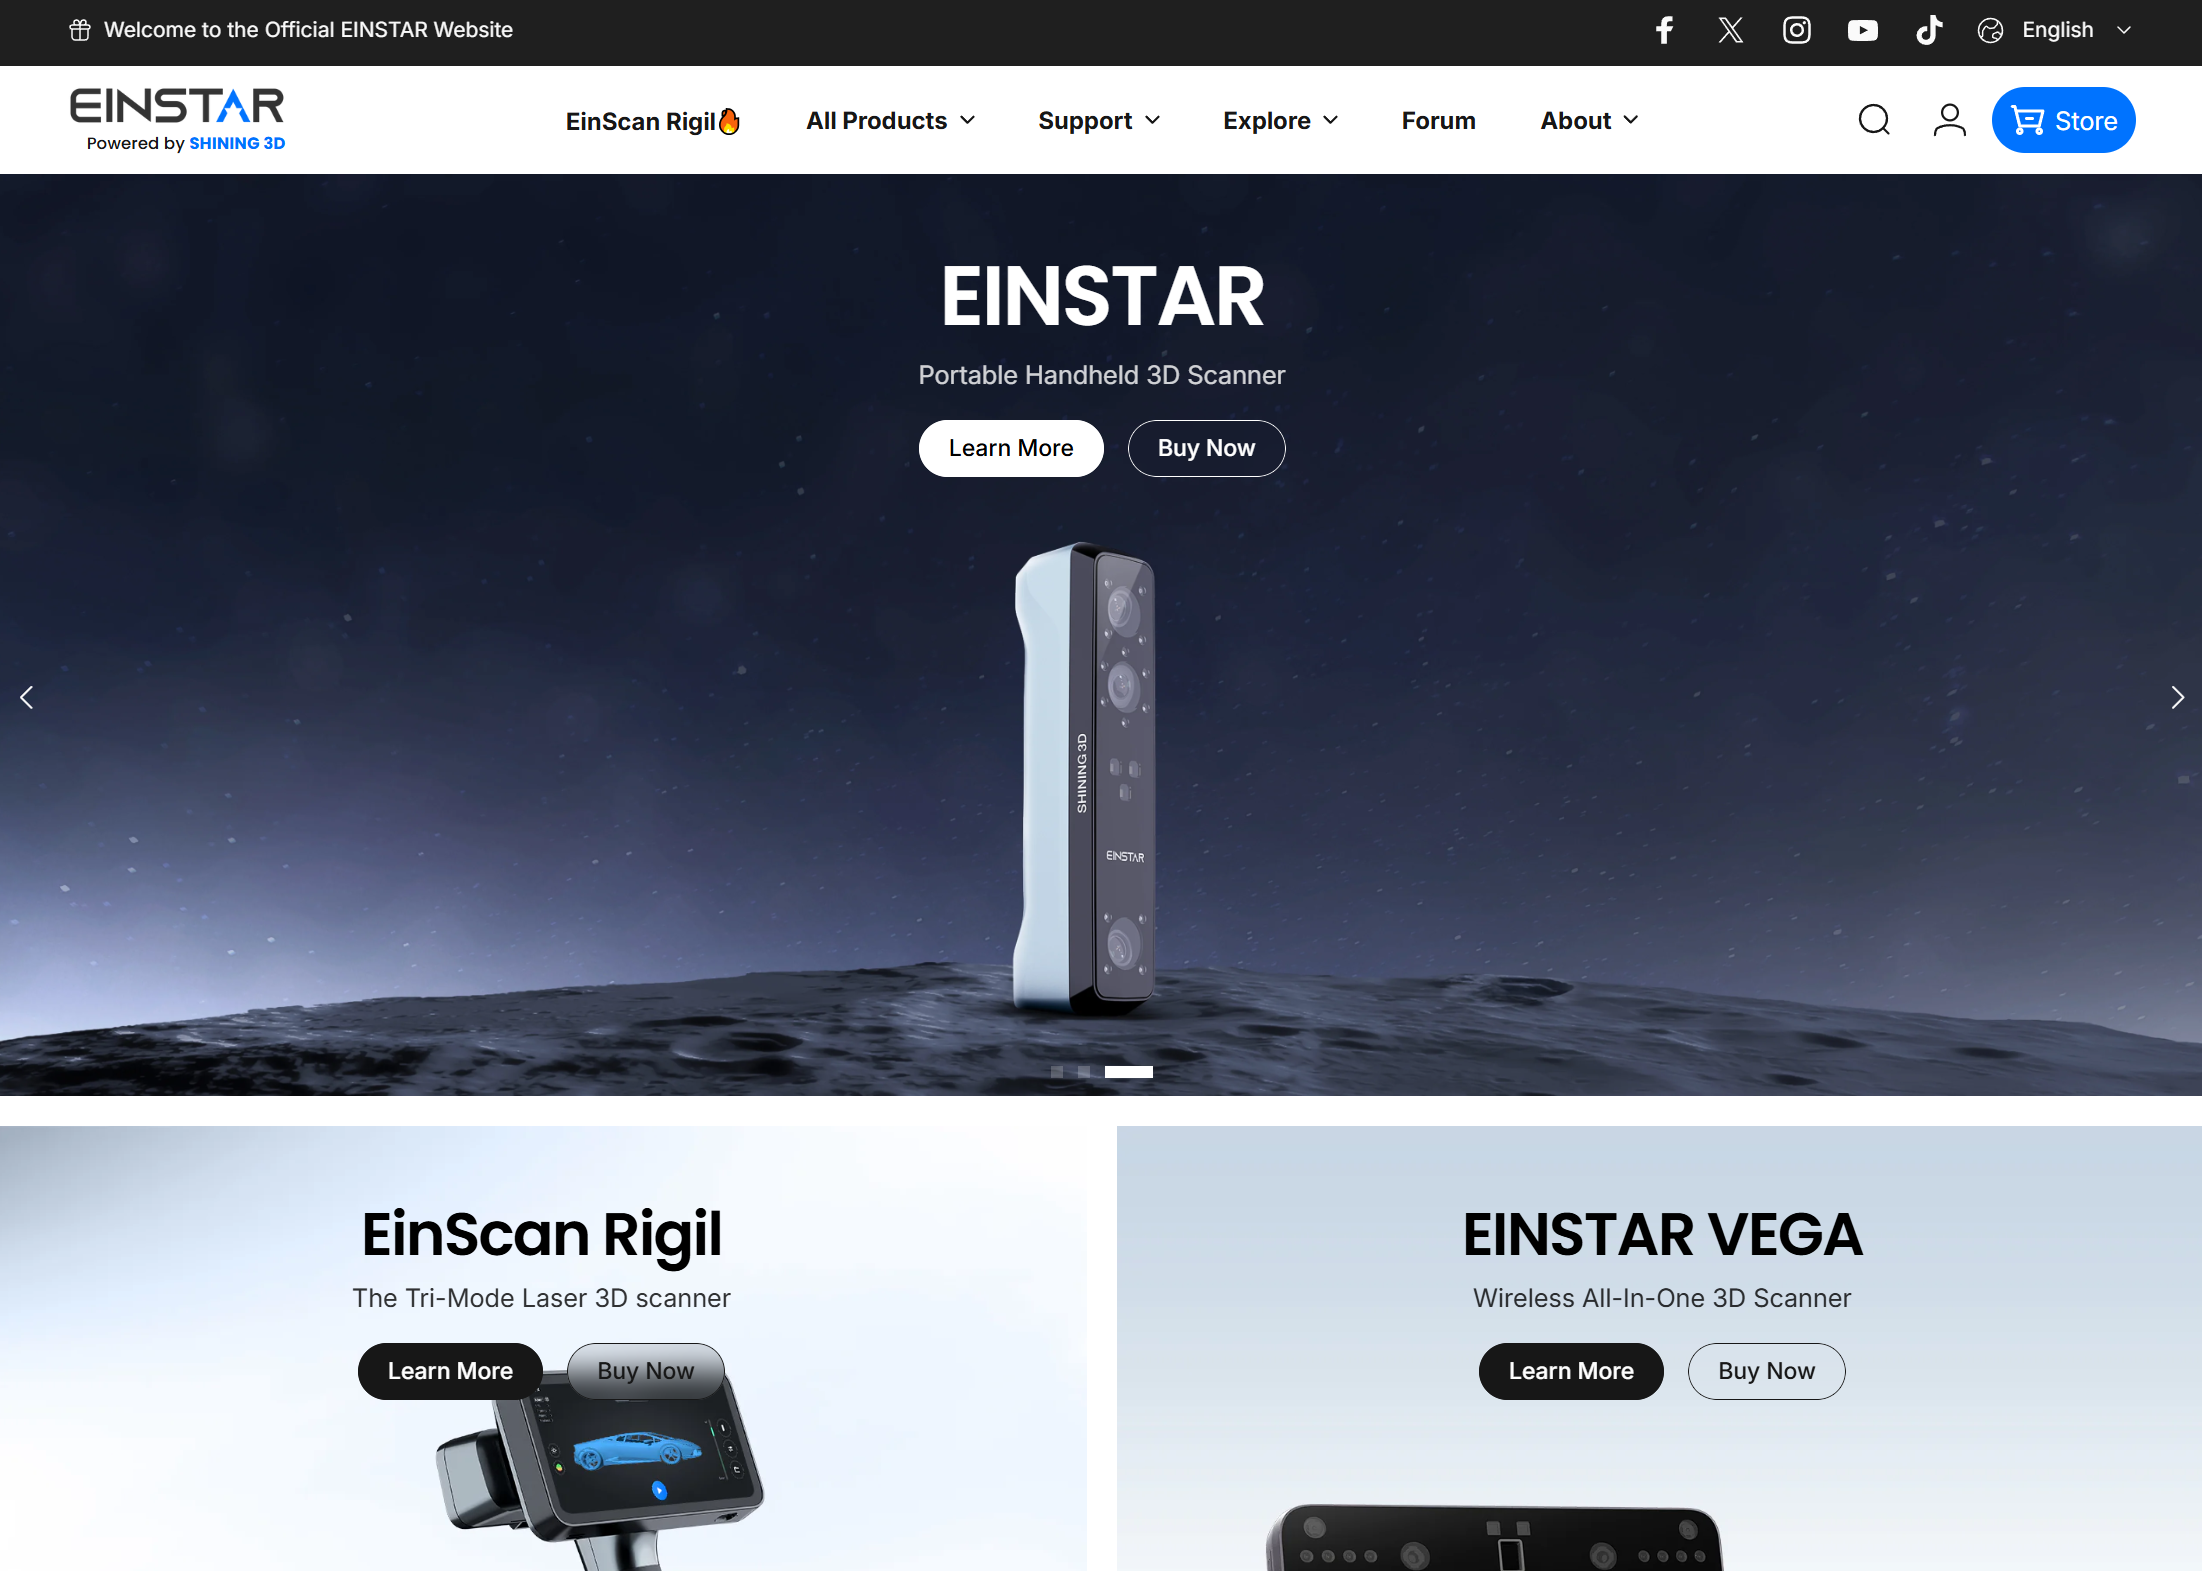 Welcome to the Official EINSTAR Website
English
EINSTAR
Powered by SHINING 3D
EinScan Rigil🔥
All Products
Support
Explore
Forum
About
Store
EINSTAR
Portable Handheld 3D Scanner
Learn More
Buy Now
SHINING 3D
EINSTAR
EinScan Rigil
The Tri-Mode Laser 3D scanner
Learn More
Buy Now
EINSTAR VEGA
Wireless All-In-One 3D Scanner
Learn More
Buy Now